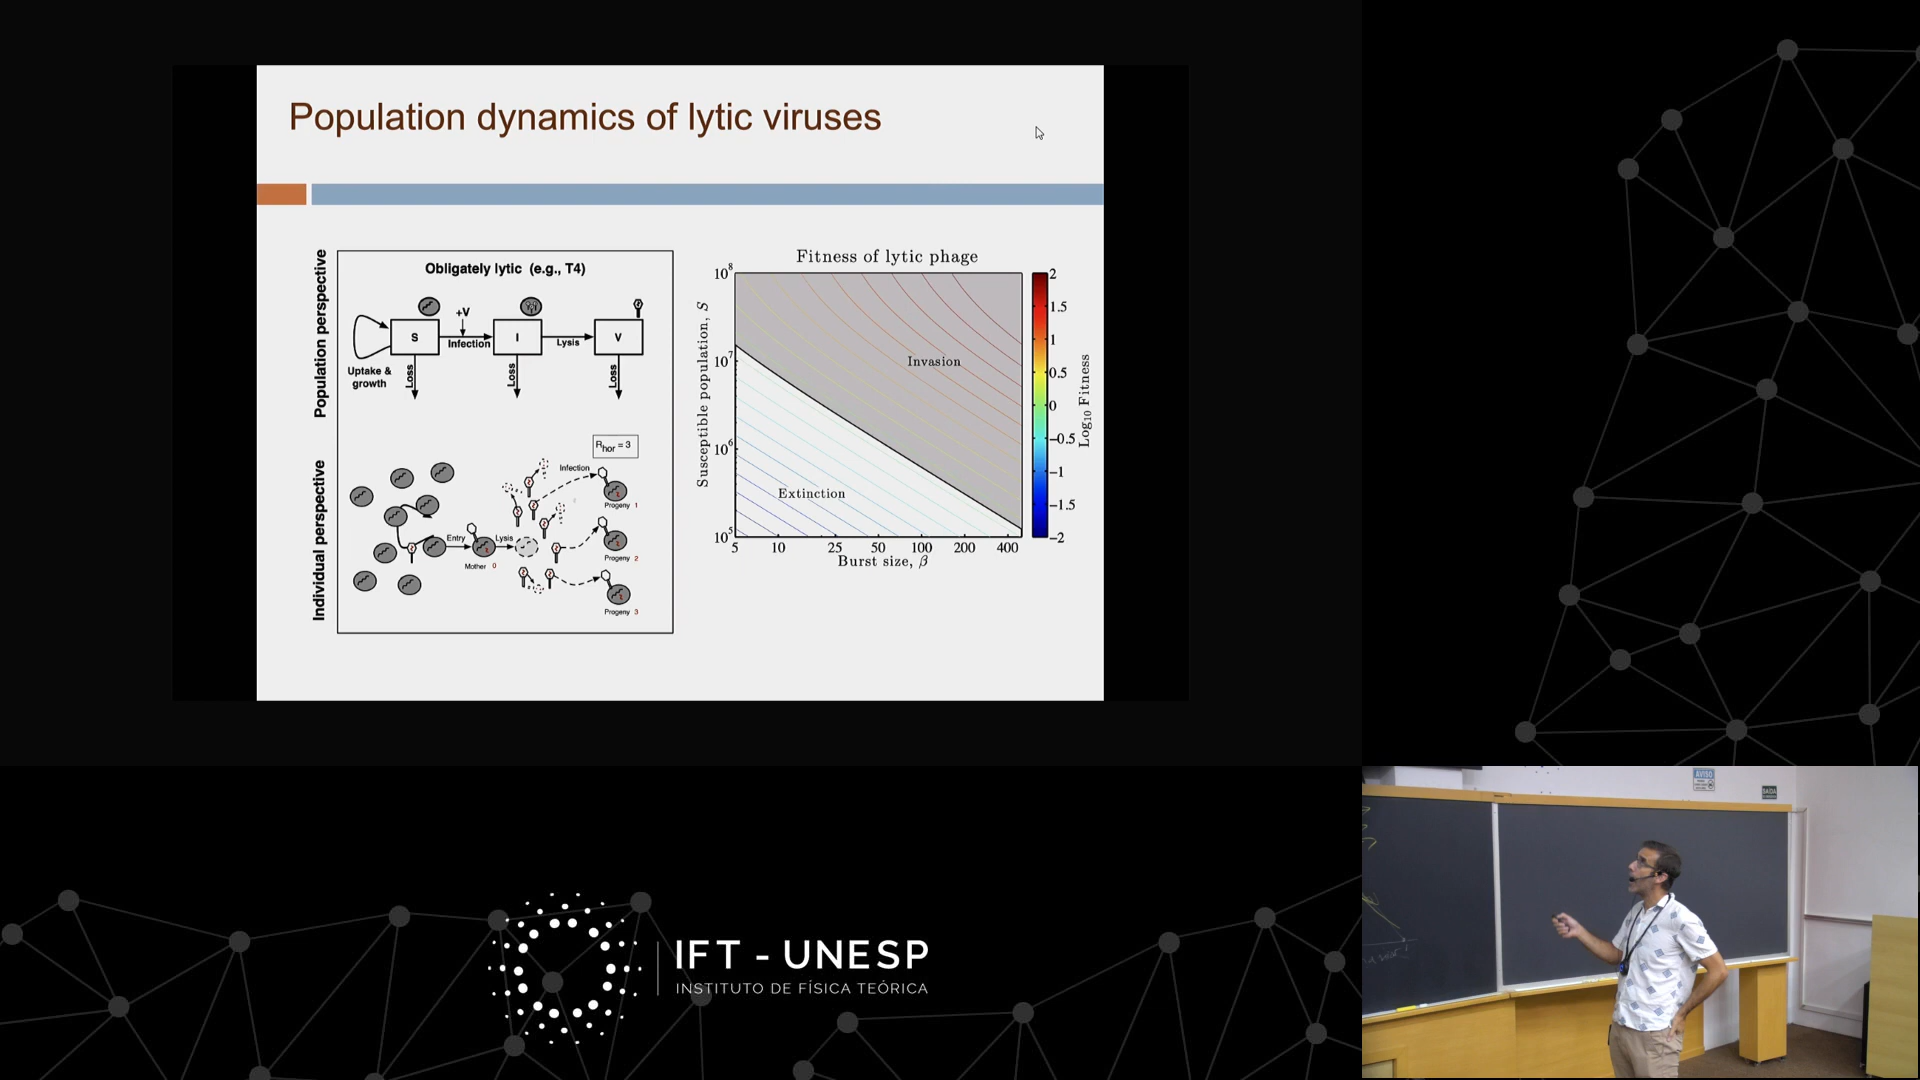 Population dynamics of lytic viruses
Population perspective
Obligately lytic (e.g., T4)
+V
S
Infection
I
Lysis
V
Uptake &
growth
Loss
Loss
Loss
Individual perspective
Rhor = 3
Infection
Progeny 1
Entry
Lysis
Mother 0
Progeny 2
Progeny 3
Fitness of lytic phage
Susceptible population, S
10^8
10^7
10^6
10^5
Invasion
Extinction
5 10 25 50 100 200 400
Burst size, β
2
1.5
1
0.5
0
−0.5
−1
−1.5
−2
Log10 Fitness
AVISO
SAÍDA
IFT - UNESP
INSTITUTO DE FÍSICA TEÓRICA